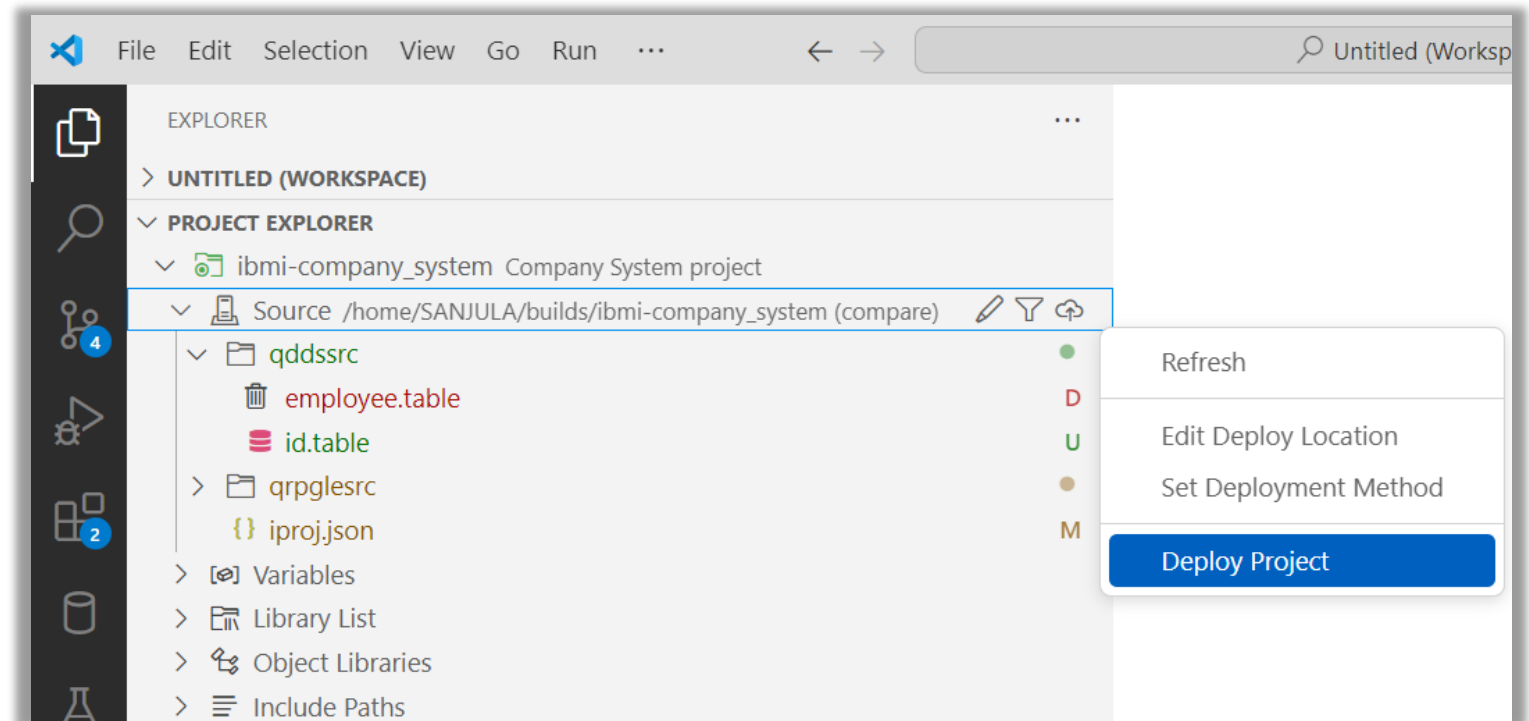 File Edit Selection View Go Run ··· ← → Untitled (Worksp
EXPLORER ···
UNTITLED (WORKSPACE)
PROJECT EXPLORER
ibmi-company_system Company System project
Source /home/SANJULA/builds/ibmi-company_system (compare)
qddssrc
employee.table D
id.table U
qrpglesrc
{} iproj.json M
Variables
Library List
Object Libraries
Include Paths
4
2
Refresh
Edit Deploy Location
Set Deployment Method
Deploy Project